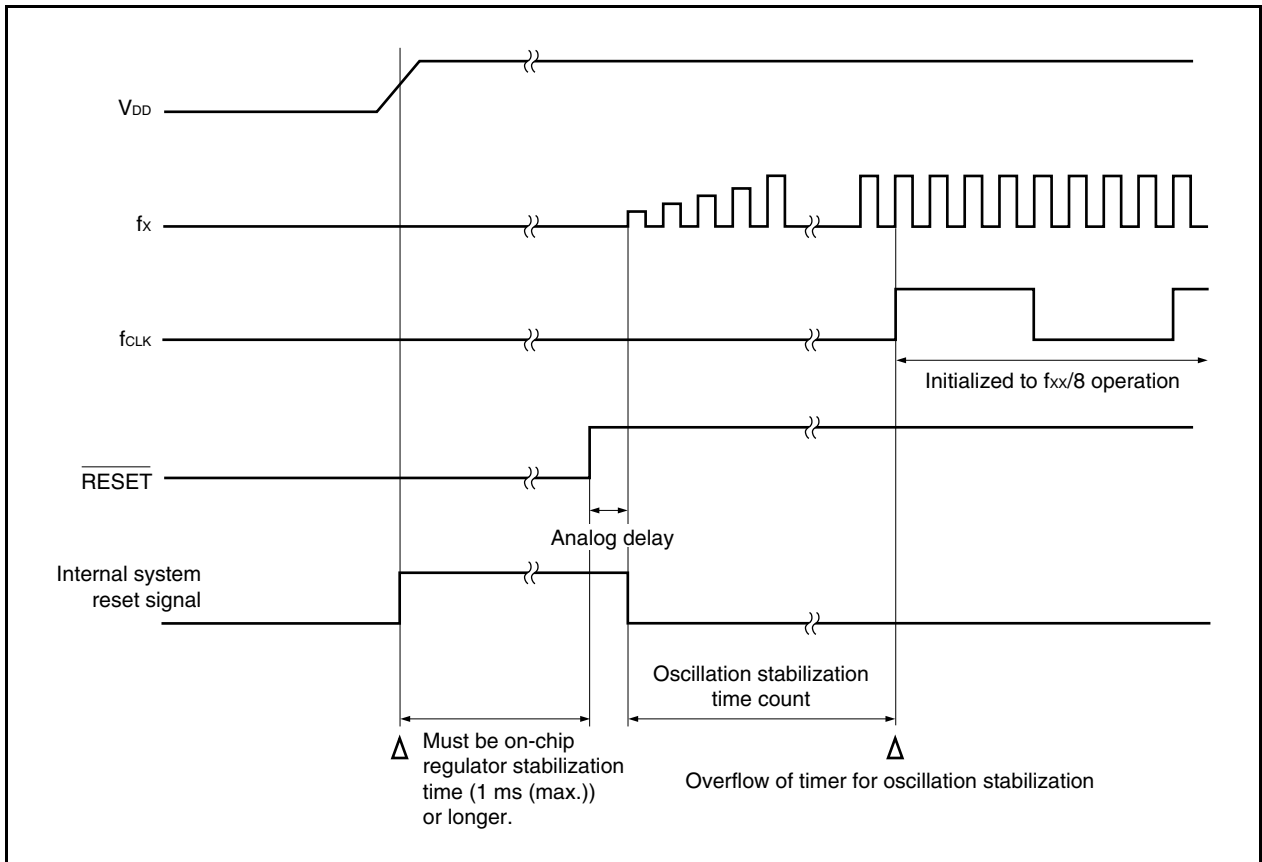 VDD
fX
fCLK
Initialized to fXX/8 operation
RESET
Analog delay
Internal system
reset signal
Oscillation stabilization
time count
Must be on-chip
regulator stabilization
time (1 ms (max.))
or longer.
Overflow of timer for oscillation stabilization